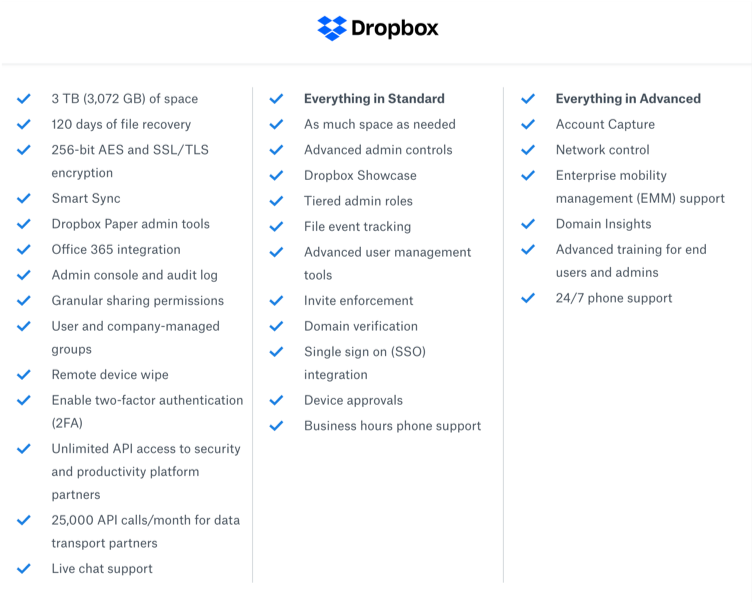 Dropbox
3 TB (3,072 GB) of space
120 days of file recovery
256-bit AES and SSL/TLS
encryption
Smart Sync
Dropbox Paper admin tools
Office 365 integration
Admin console and audit log
Granular sharing permissions
User and company-managed
groups
Remote device wipe
Enable two-factor authentication
(2FA)
Unlimited API access to security
and productivity platform
partners
25,000 API calls/month for data
transport partners
Live chat support
Everything in Standard
As much space as needed
Advanced admin controls
Dropbox Showcase
Tiered admin roles
File event tracking
Advanced user management
tools
Invite enforcement
Domain verification
Single sign on (SSO)
integration
Device approvals
Business hours phone support
Everything in Advanced
Account Capture
Network control
Enterprise mobility
management (EMM) support
Domain Insights
Advanced training for end
users and admins
24/7 phone support